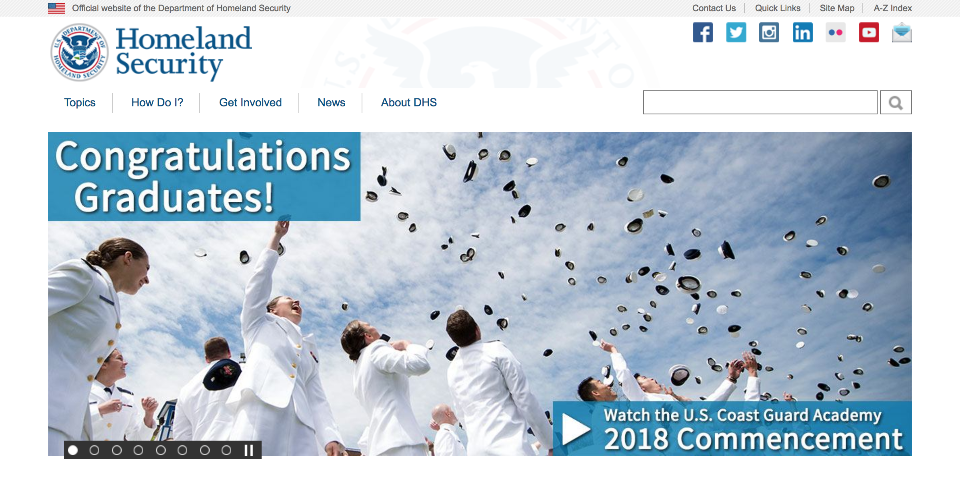 Official website of the Department of Homeland Security
Contact Us
Quick Links
Site Map
A-Z Index
U.S. DEPARTMENT OF HOMELAND SECURITY
Homeland
Security
Topics
How Do I?
Get Involved
News
About DHS
Congratulations
Graduates!
Watch the U.S. Coast Guard Academy
2018 Commencement